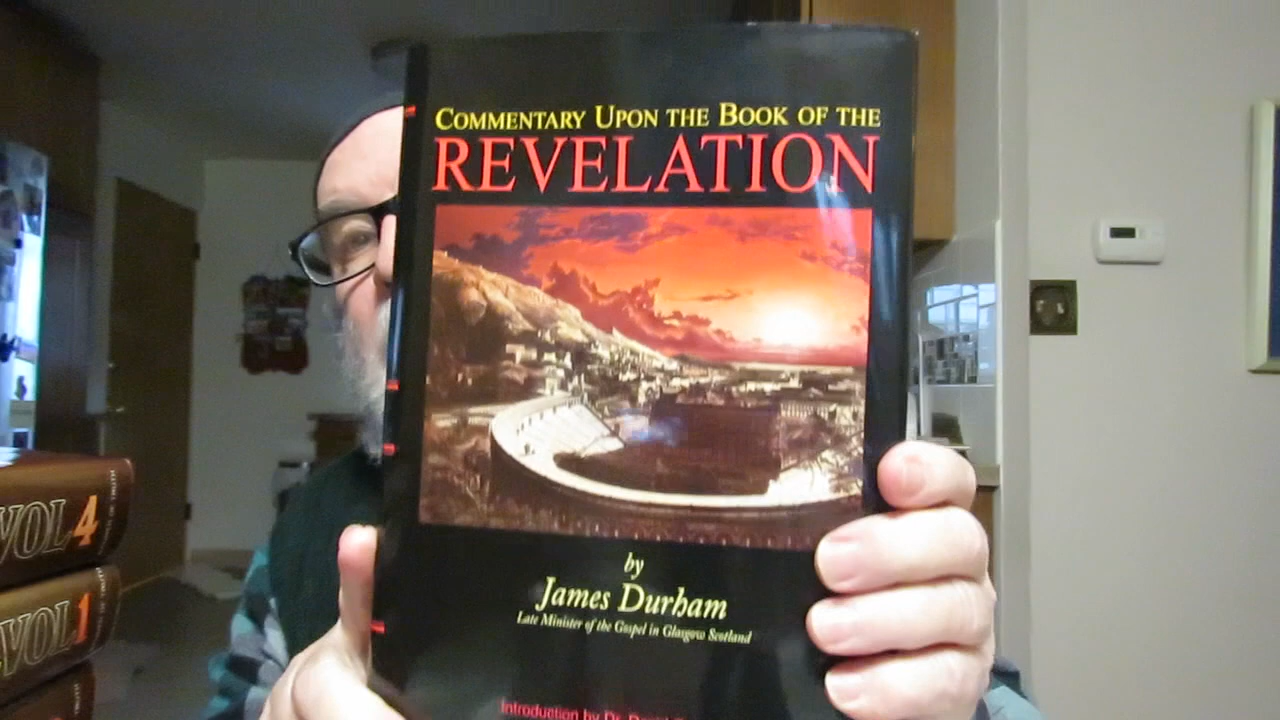 COMMENTARY UPON THE BOOK OF THE
REVELATION
by
James Durham
Late Minister of the Gospel in Glasgow Scotland
Introduction by Dr. David
VOL 4
VOL 1